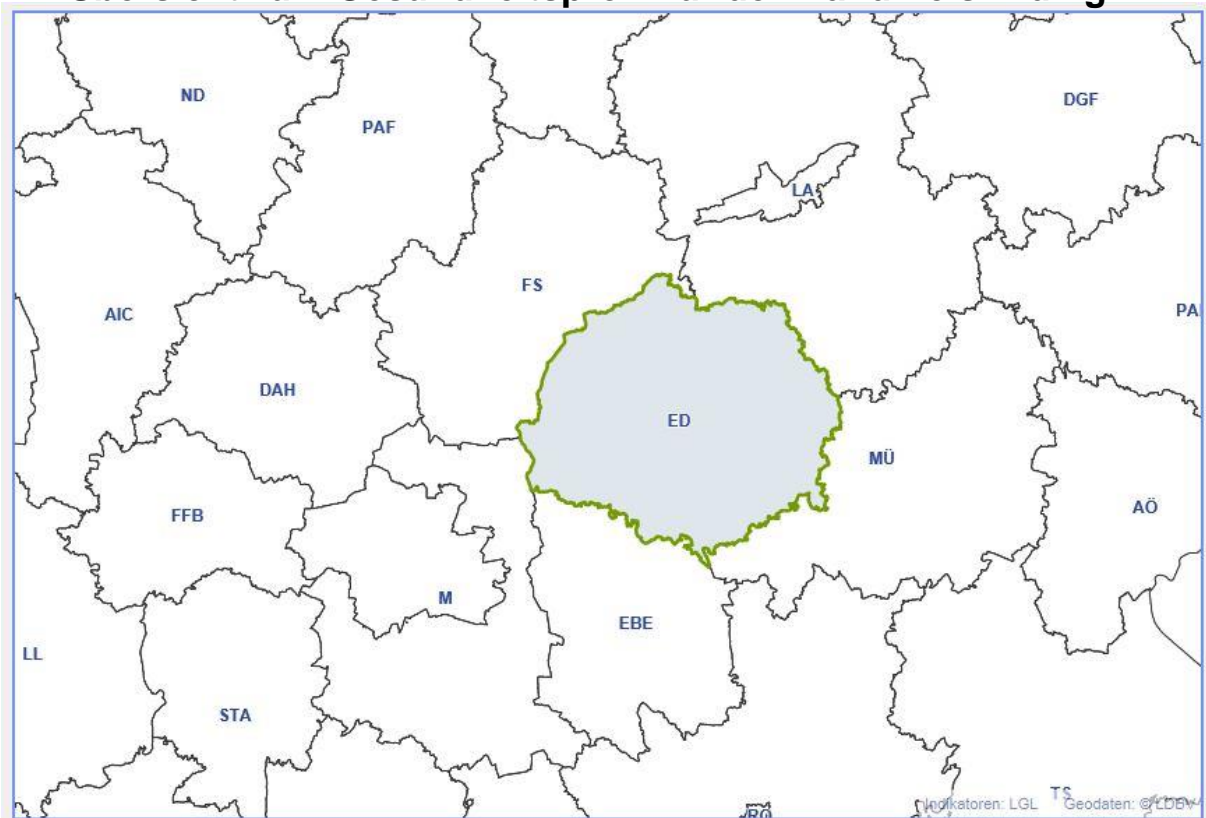 ND
PAF
DGF
LA
FS
AIC
PA
DAH
ED
MÜ
AÖ
FFB
M
EBE
LL
STA
TS
RO
Indikatoren: LGL Geodaten: ©